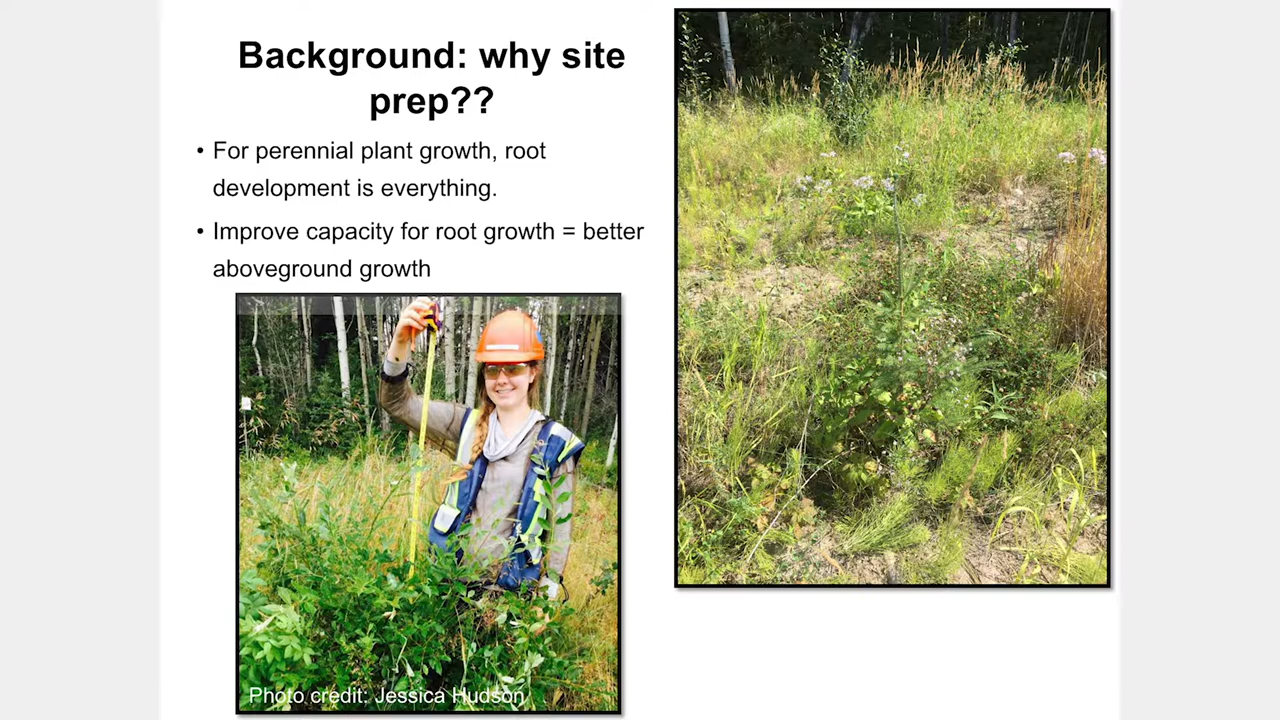 Background: why site
prep??
• For perennial plant growth, root
development is everything.
• Improve capacity for root growth = better
aboveground growth
Photo credit: Jessica Hudson